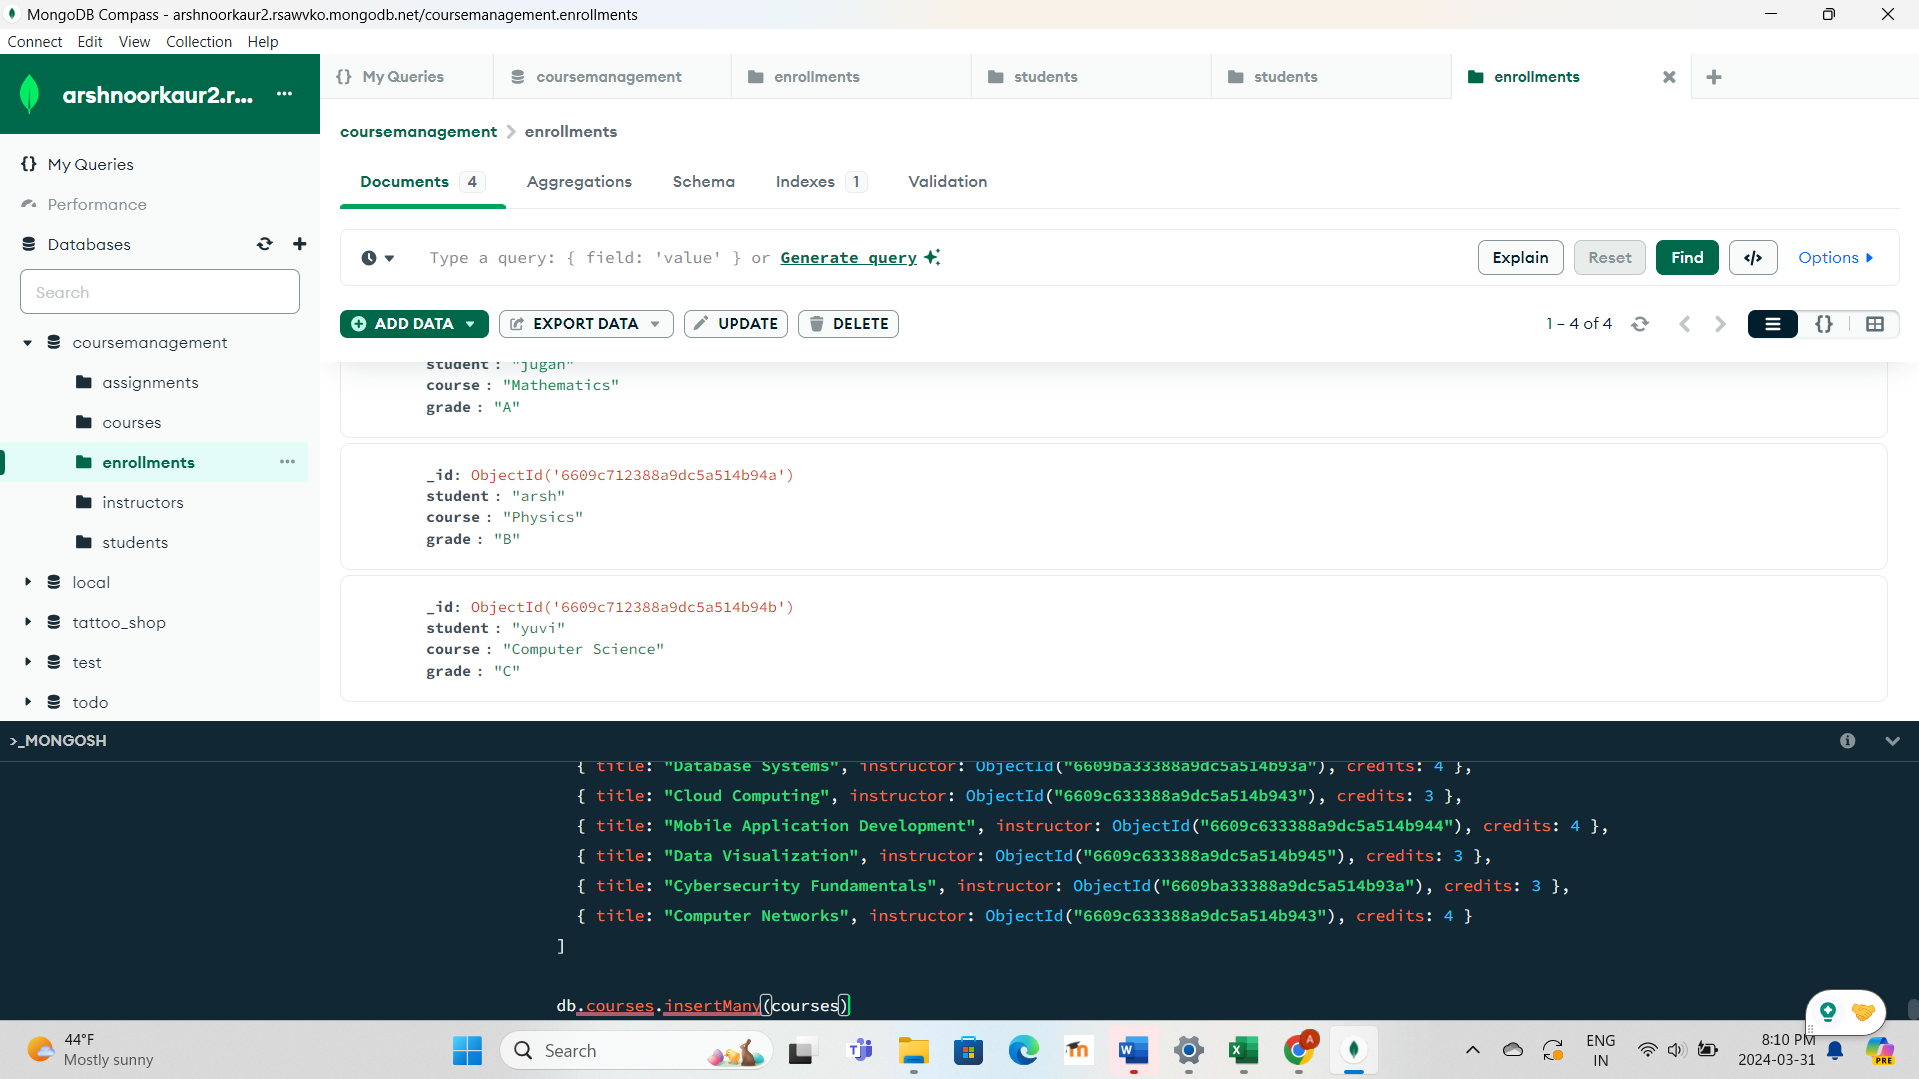 MongoDB Compass - arshnoorkaur2.rsawvko.mongodb.net/coursemanagement.enrollments
Connect Edit View Collection Help
arshnoorkaur2.r... ...
{} My Queries
Performance
Databases
Search
coursemanagement
assignments
courses
enrollments ...
instructors
students
local
tattoo_shop
test
todo
{} My Queries coursemanagement enrollments students students enrollments
coursemanagement > enrollments
Documents 4 Aggregations Schema Indexes 1 Validation
Type a query: { field: 'value' } or Generate query
Explain Reset Find </> Options
ADD DATA EXPORT DATA UPDATE DELETE
1 – 4 of 4 {}
student : "jugan"
course : "Mathematics"
grade : "A"
_id: ObjectId('6609c712388a9dc5a514b94a')
student : "arsh"
course : "Physics"
grade : "B"
_id: ObjectId('6609c712388a9dc5a514b94b')
student : "yuvi"
course : "Computer Science"
grade : "C"
>_MONGOSH
{ title: "Database Systems", instructor: ObjectId("6609ba33388a9dc5a514b93a"), credits: 4 },
{ title: "Cloud Computing", instructor: ObjectId("6609c633388a9dc5a514b943"), credits: 3 },
{ title: "Mobile Application Development", instructor: ObjectId("6609c633388a9dc5a514b944"), credits: 4 },
{ title: "Data Visualization", instructor: ObjectId("6609c633388a9dc5a514b945"), credits: 3 },
{ title: "Cybersecurity Fundamentals", instructor: ObjectId("6609ba33388a9dc5a514b93a"), credits: 3 },
{ title: "Computer Networks", instructor: ObjectId("6609c633388a9dc5a514b943"), credits: 4 }
]
db.courses.insertMany(courses)
44°F
Mostly sunny
Search
A
ENG
IN
8:10 PM
2024-03-31
PRE